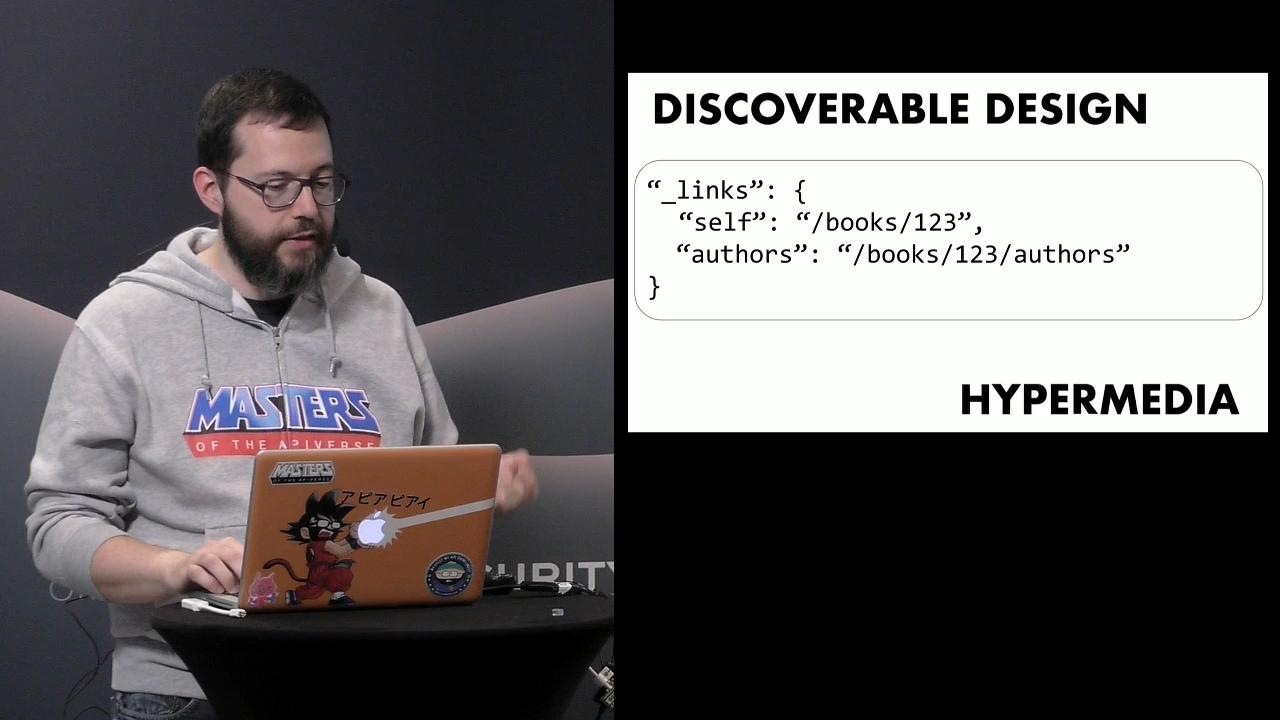 DISCOVERABLE DESIGN
“_links”: {
“self”: “/books/123”,
“authors”: “/books/123/authors”
}
HYPERMEDIA
MASTERS
OF THE APIVERSE
MASTERS
OF THE APIVERSE
アピアピアイ